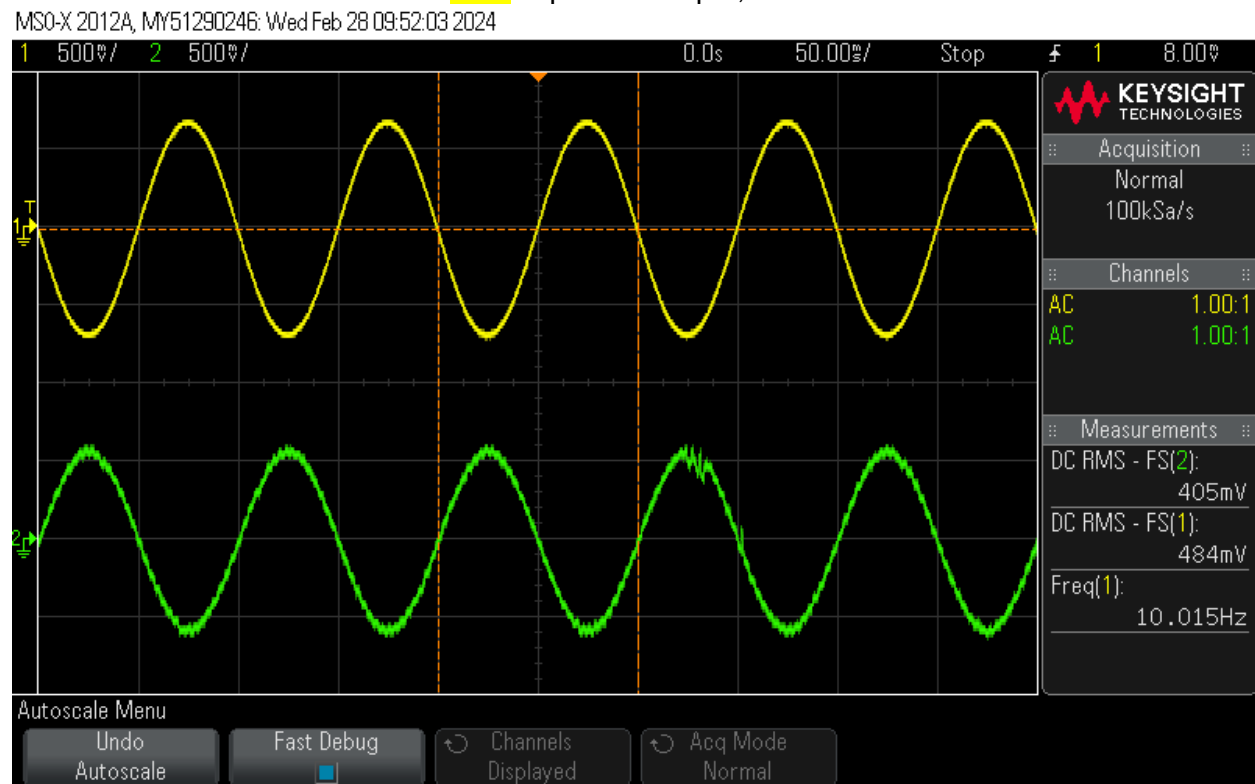 MSO-X 2012A, MY51290246: Wed Feb 28 09:52:03 2024
1 500mV/ 2 500mV/ 0.0s 50.00ms/ Stop 1 8.00mV
KEYSIGHT
TECHNOLOGIES
Acquisition
Normal
100kSa/s
Channels
AC 1.00:1
AC 1.00:1
Measurements
DC RMS - FS(2):
405mV
DC RMS - FS(1):
484mV
Freq(1):
10.015Hz
T
1
2
Autoscale Menu
Undo
Autoscale
Fast Debug
Channels
Displayed
Acq Mode
Normal